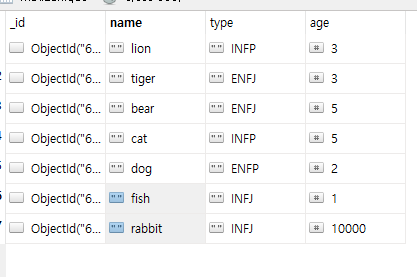 _id name type age
ObjectId("6... "" lion "" INFP # 3
ObjectId("6... "" tiger "" ENFJ # 3
ObjectId("6... "" bear "" ENFJ # 5
ObjectId("6... "" cat "" INFP # 5
ObjectId("6... "" dog "" ENFP # 2
ObjectId("6... "" fish "" INFJ # 1
ObjectId("6... "" rabbit "" INFJ # 10000